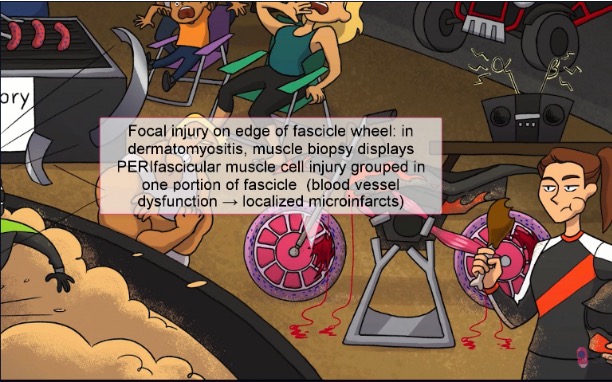 ory
Focal injury on edge of fascicle wheel: in
dermatomyositis, muscle biopsy displays
PERIfascicular muscle cell injury grouped in
one portion of fascicle (blood vessel
dysfunction → localized microinfarcts)